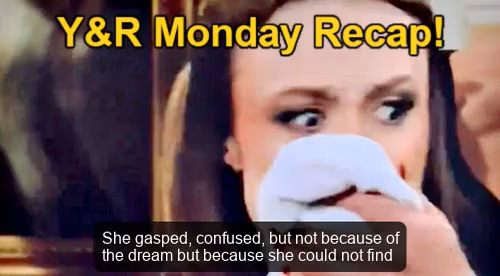 Y&R Monday Recap!
She gasped, confused, but not because of
the dream but because she could not find